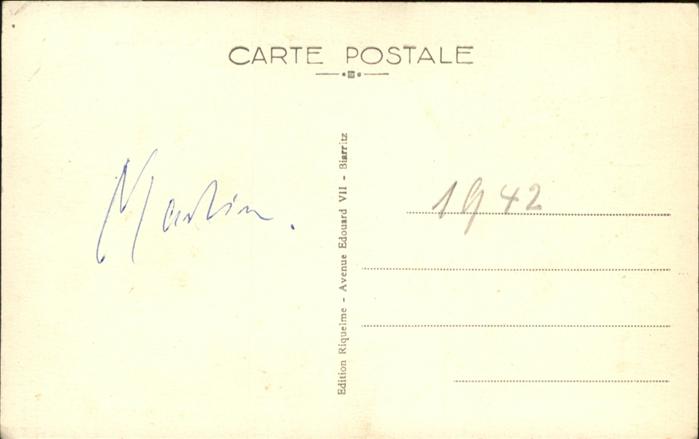 CARTE POSTALE
Martin.
Edition Riquelme - Avenue Edouard VII - Biarritz
1942